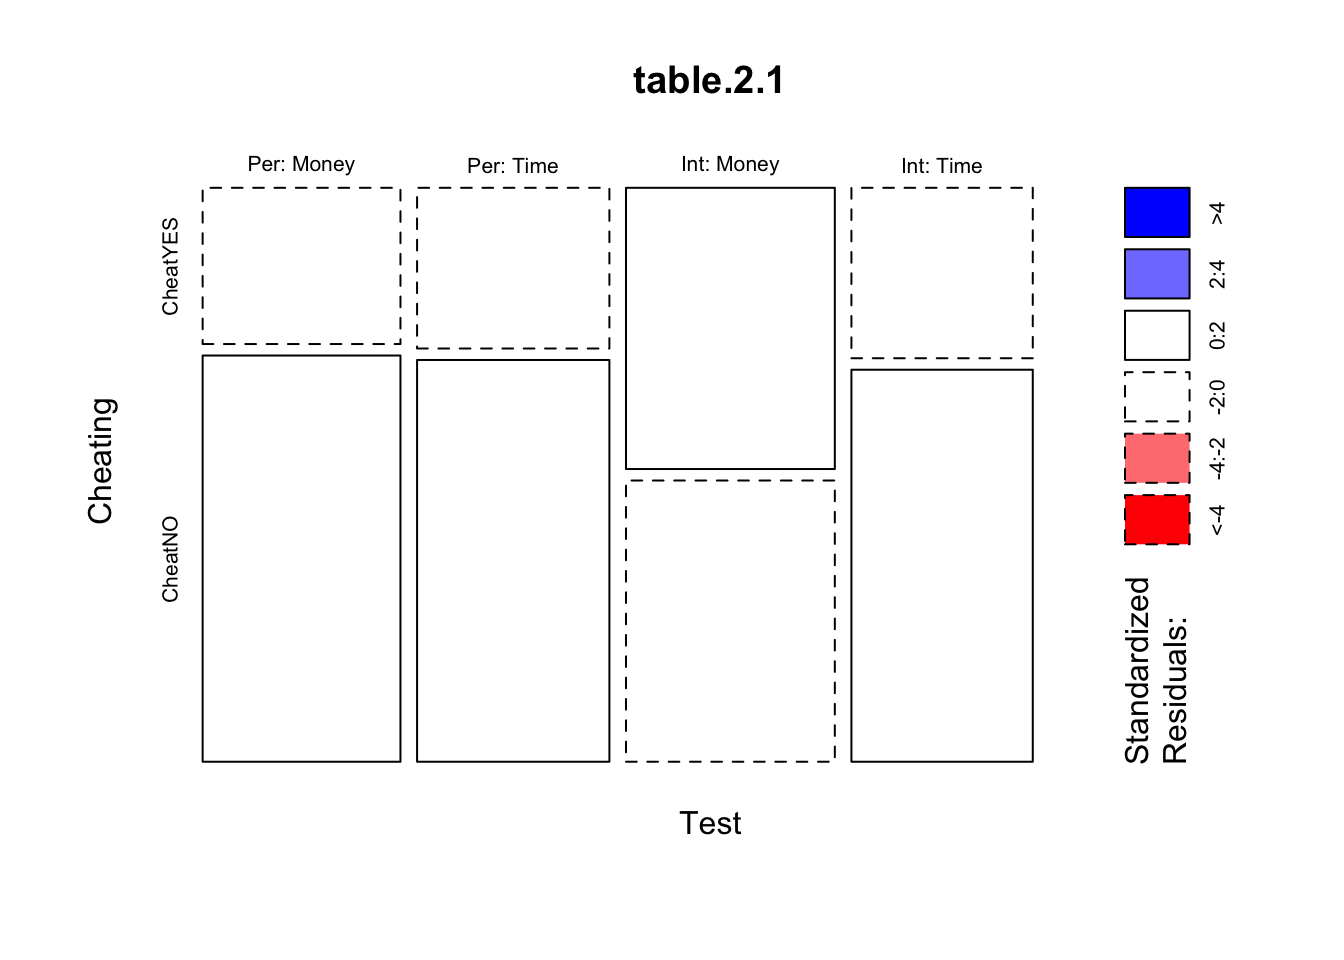 table.2.1
Per: Money
Per: Time
Int: Money
Int: Time
CheatYES
CheatNO
Cheating
Test
>4
2:4
0:2
-2:0
-4:-2
<-4
Standardized
Residuals: